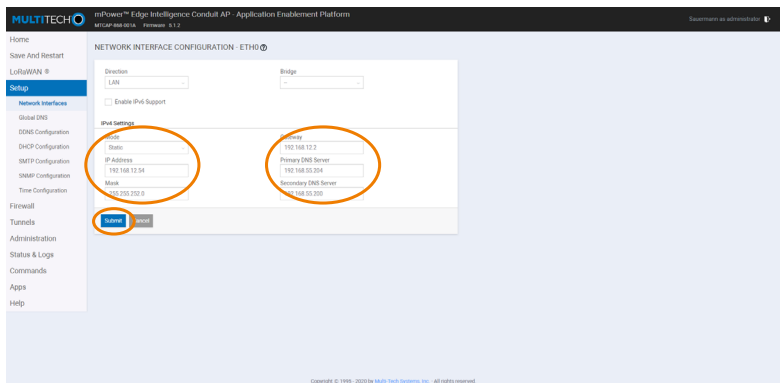 MULTITECH
mPower™ Edge Intelligence Conduit AP - Application Enablement Platform
MTCAP-868-001A Firmware 5.1.2
Sauermann as administrator
Home
Save And Restart
LoRaWAN ®
Setup
Network Interfaces
Global DNS
DDNS Configuration
DHCP Configuration
SMTP Configuration
SNMP Configuration
Time Configuration
Firewall
Tunnels
Administration
Status & Logs
Commands
Apps
Help
NETWORK INTERFACE CONFIGURATION - ETH0
Direction
LAN
Bridge
--
Enable IPv6 Support
IPv4 Settings
Mode
Static
IP Address
192.168.12.54
Mask
255.255.252.0
Gateway
192.168.12.2
Primary DNS Server
192.168.55.204
Secondary DNS Server
192.168.55.200
Submit
Cancel
Copyright © 1996 - 2020 by Multi-Tech Systems, Inc. - All rights reserved.